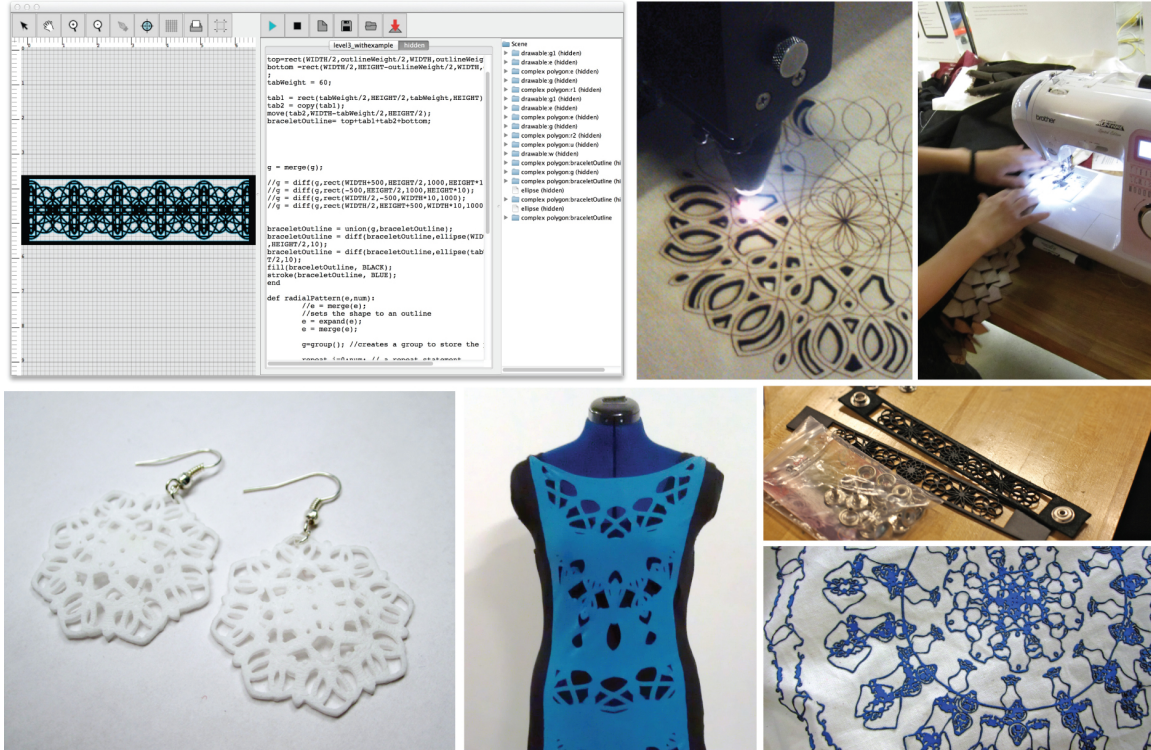 level3_withexample hidden
top=rect(WIDTH/2,outlineWeight/2,WIDTH,outlineWeig
bottom =rect(WIDTH/2,HEIGHT-outlineWeight/2,WIDTH,
;
tabWeight = 60;
tab1 = rect(tabWeight/2,HEIGHT/2,tabWeight,HEIGHT)
tab2 = copy(tab1);
move(tab2,WIDTH-tabWeight/2,HEIGHT/2);
braceletOutline= top+tab1+tab2+bottom;
g = merge(g);
//g = diff(g,rect(WIDTH+500,HEIGHT/2,1000,HEIGHT*1
//g = diff(g,rect(-500,HEIGHT/2,1000,HEIGHT*10);
//g = diff(g,rect(WIDTH/2,-500,WIDTH*10,1000);
//g = diff(g,rect(WIDTH/2,HEIGHT+500,WIDTH*10,1000
braceletOutline = union(g,braceletOutline);
braceletOutline = diff(braceletOutline,ellipse(WID
,HEIGHT/2,10);
braceletOutline = diff(braceletOutline,ellipse(tab
T/2,10);
fill(braceletOutline, BLACK);
stroke(braceletOutline, BLUE);
end
def radialPattern(e,num):
//e = merge(e);
//sets the shape to an outline
e = expand(e);
e = merge(e);
g=group(); //creates a group to store the
repeat i=0:num; // a repeat statement
Scene
drawable:g1 (hidden)
drawable:e (hidden)
complex polygon:e (hidden)
drawable:g (hidden)
complex polygon:r1 (hidden)
drawable:g1 (hidden)
drawable:e (hidden)
complex polygon:e (hidden)
drawable:g (hidden)
complex polygon:r2 (hidden)
complex polygon:u (hidden)
drawable:w (hidden)
complex polygon:braceletOutline (hi
complex polygon:g (hidden)
complex polygon:braceletOutline (hi
ellipse (hidden)
complex polygon:braceletOutline (hi
ellipse (hidden)
complex polygon:braceletOutline
brother